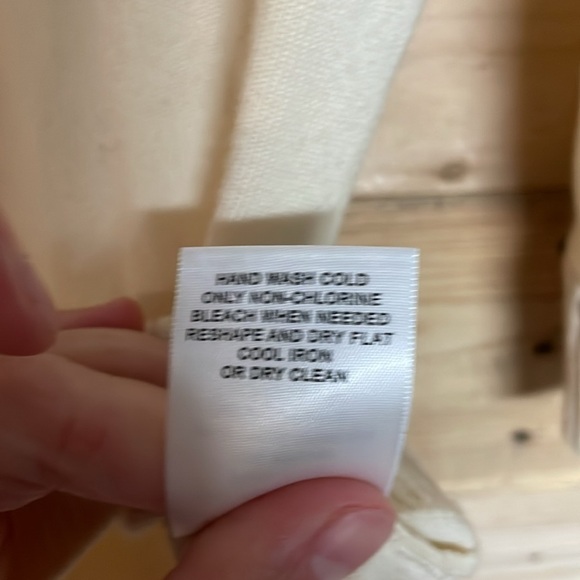 HAND WASH COLD
ONLY NON-CHLORINE
BLEACH WHEN NEEDED
RESHAPE AND DRY FLAT
COOL IRON
OR DRY CLEAN